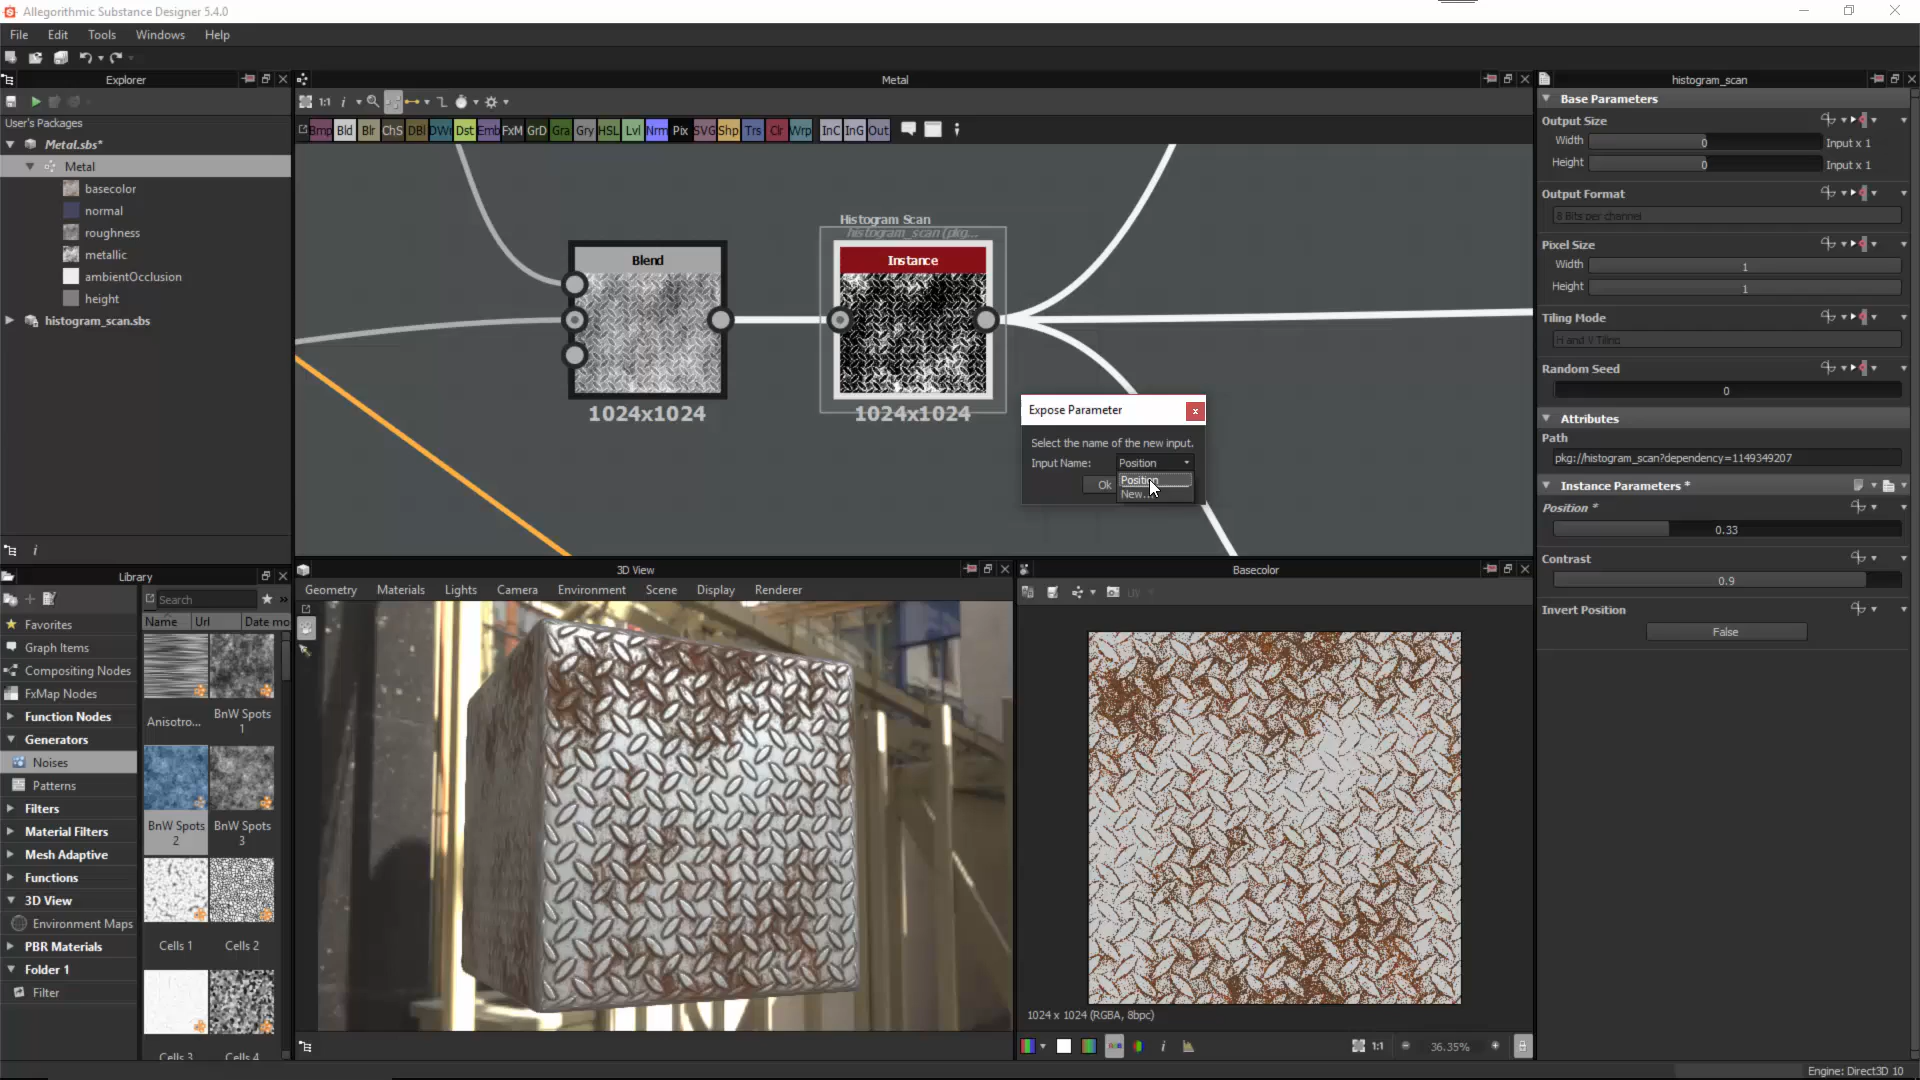 Allegorithmic Substance Designer 5.4.0
File Edit Tools Windows Help
Explorer
User's Packages
Metal.sbs*
Metal
basecolor
normal
roughness
metallic
ambientOcclusion
height
histogram_scan.sbs
Library
Search
Name Url Date mo
Favorites
Graph Items
Compositing Nodes
FxMap Nodes
Function Nodes
Generators
Noises
Patterns
Filters
Material Filters
Mesh Adaptive
Functions
3D View
Environment Maps
PBR Materials
Folder 1
Filter
Anisotro...
BnW Spots 1
BnW Spots 2
BnW Spots 3
Cells 1
Cells 2
Cells 3
Cells 4
Metal
1:1
Bmp Bld Blr ChS DBl DWr Dst Emb FxM GrD Gra Gry HSL Lvl Nrm Pix SVG Shp Trs Clr Wrp InC InG Out
Blend
1024x1024
Histogram Scan
histogram_scan (pkg...
Instance
1024x1024
Expose Parameter
Select the name of the new input.
Input Name: Position
Ok
Position
New...
3D View
Geometry Materials Lights Camera Environment Scene Display Renderer
Basecolor
1024 x 1024 (RGBA, 8bpc)
1:1
36.35%
histogram_scan
Base Parameters
Output Size
Width 0 Input x 1
Height 0 Input x 1
Output Format
8 Bits per channel
Pixel Size
Width 1
Height 1
Tiling Mode
H and V Tiling
Random Seed
0
Attributes
Path
pkg://histogram_scan?dependency=1149349207
Instance Parameters *
Position *
0.33
Contrast
0.9
Invert Position
False
Engine: Direct3D 10